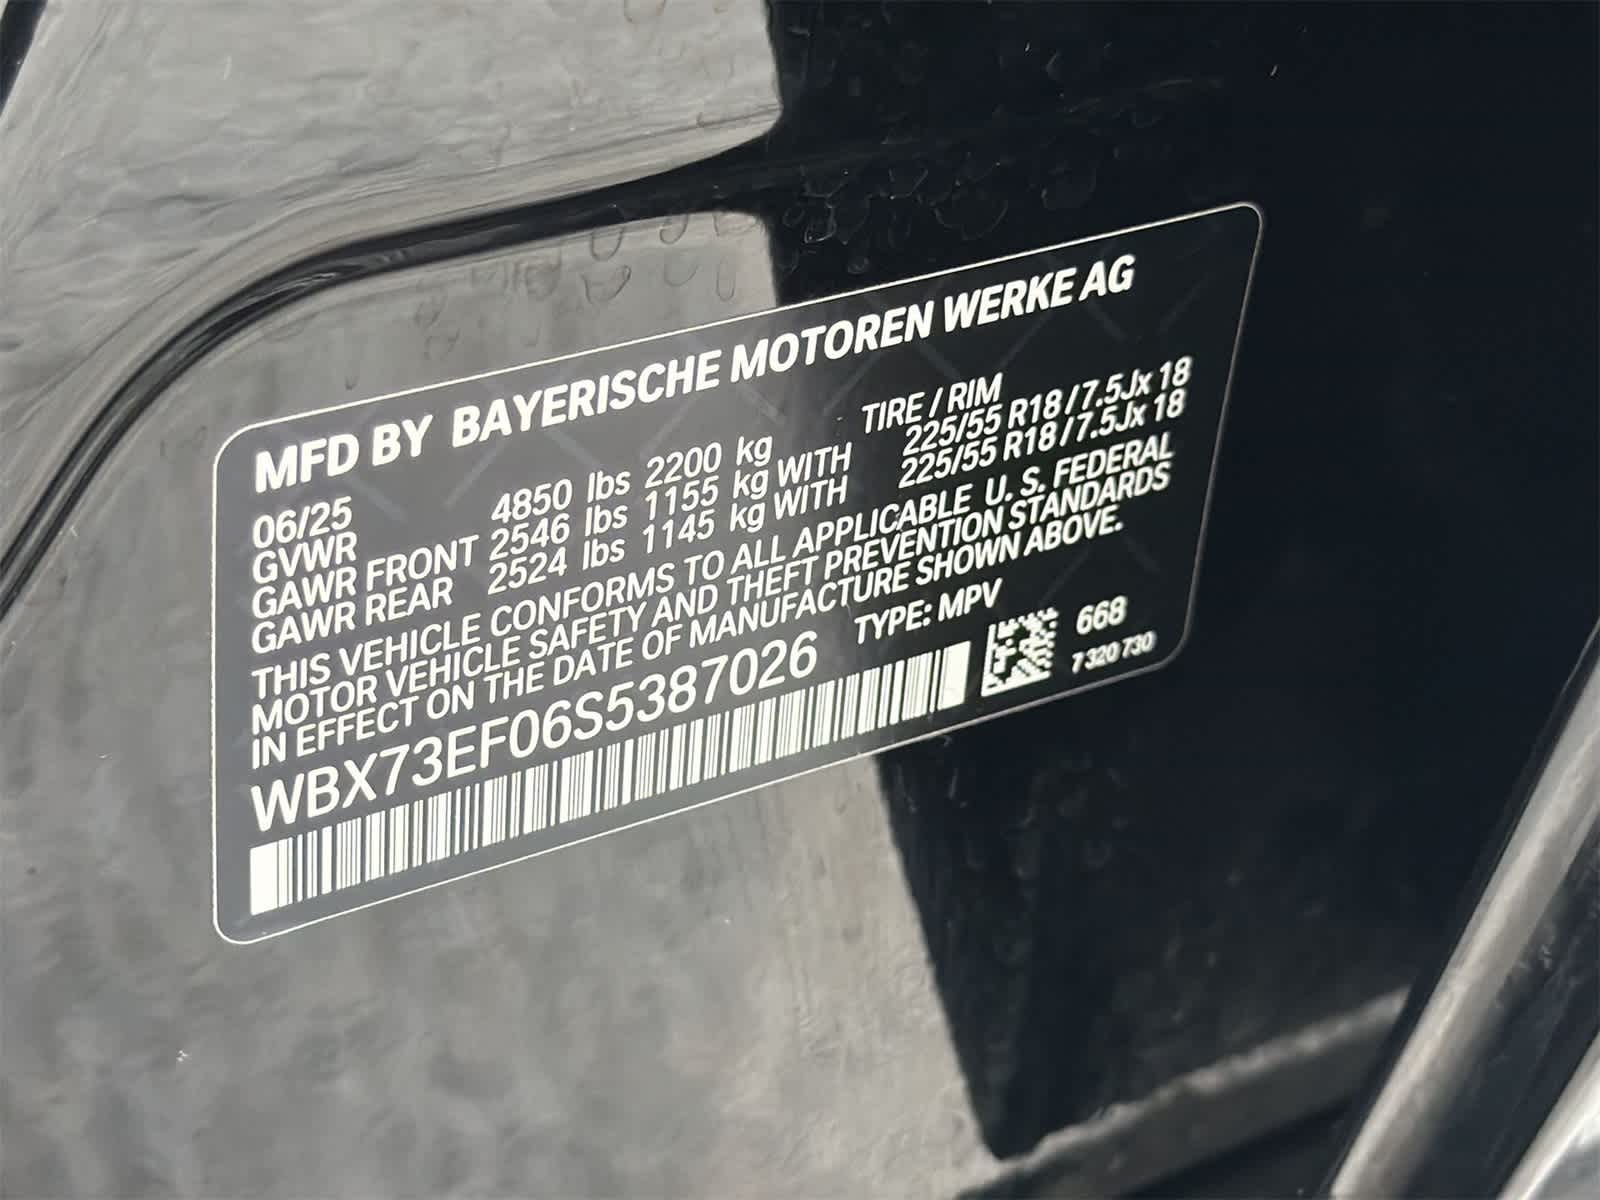 MFD BY BAYERISCHE MOTOREN WERKE AG
06/25 TIRE / RIM
GVWR 4850 lbs 2200 kg
GAWR FRONT 2546 lbs 1155 kg WITH 225/55 R18 / 7.5Jx 18
GAWR REAR 2524 lbs 1145 kg WITH 225/55 R18 / 7.5Jx 18
THIS VEHICLE CONFORMS TO ALL APPLICABLE U. S. FEDERAL
MOTOR VEHICLE SAFETY AND THEFT PREVENTION STANDARDS
IN EFFECT ON THE DATE OF MANUFACTURE SHOWN ABOVE.
WBX73EF06S5387026 TYPE: MPV
668
7 320 730